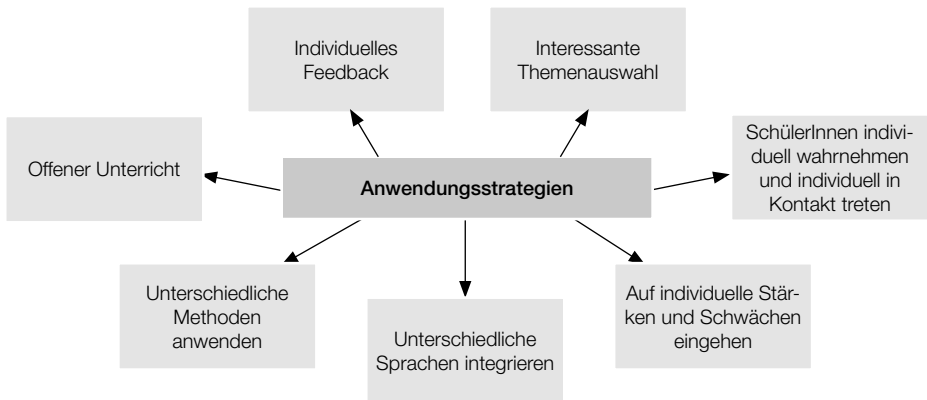 Individuelles
Feedback
Interessante
Themenauswahl
Offener Unterricht
Anwendungsstrategien
SchülerInnen indivi-
duell wahrnehmen
und individuell in
Kontakt treten
Unterschiedliche
Methoden
anwenden
Unterschiedliche
Sprachen integrieren
Auf individuelle Stär-
ken und Schwächen
eingehen